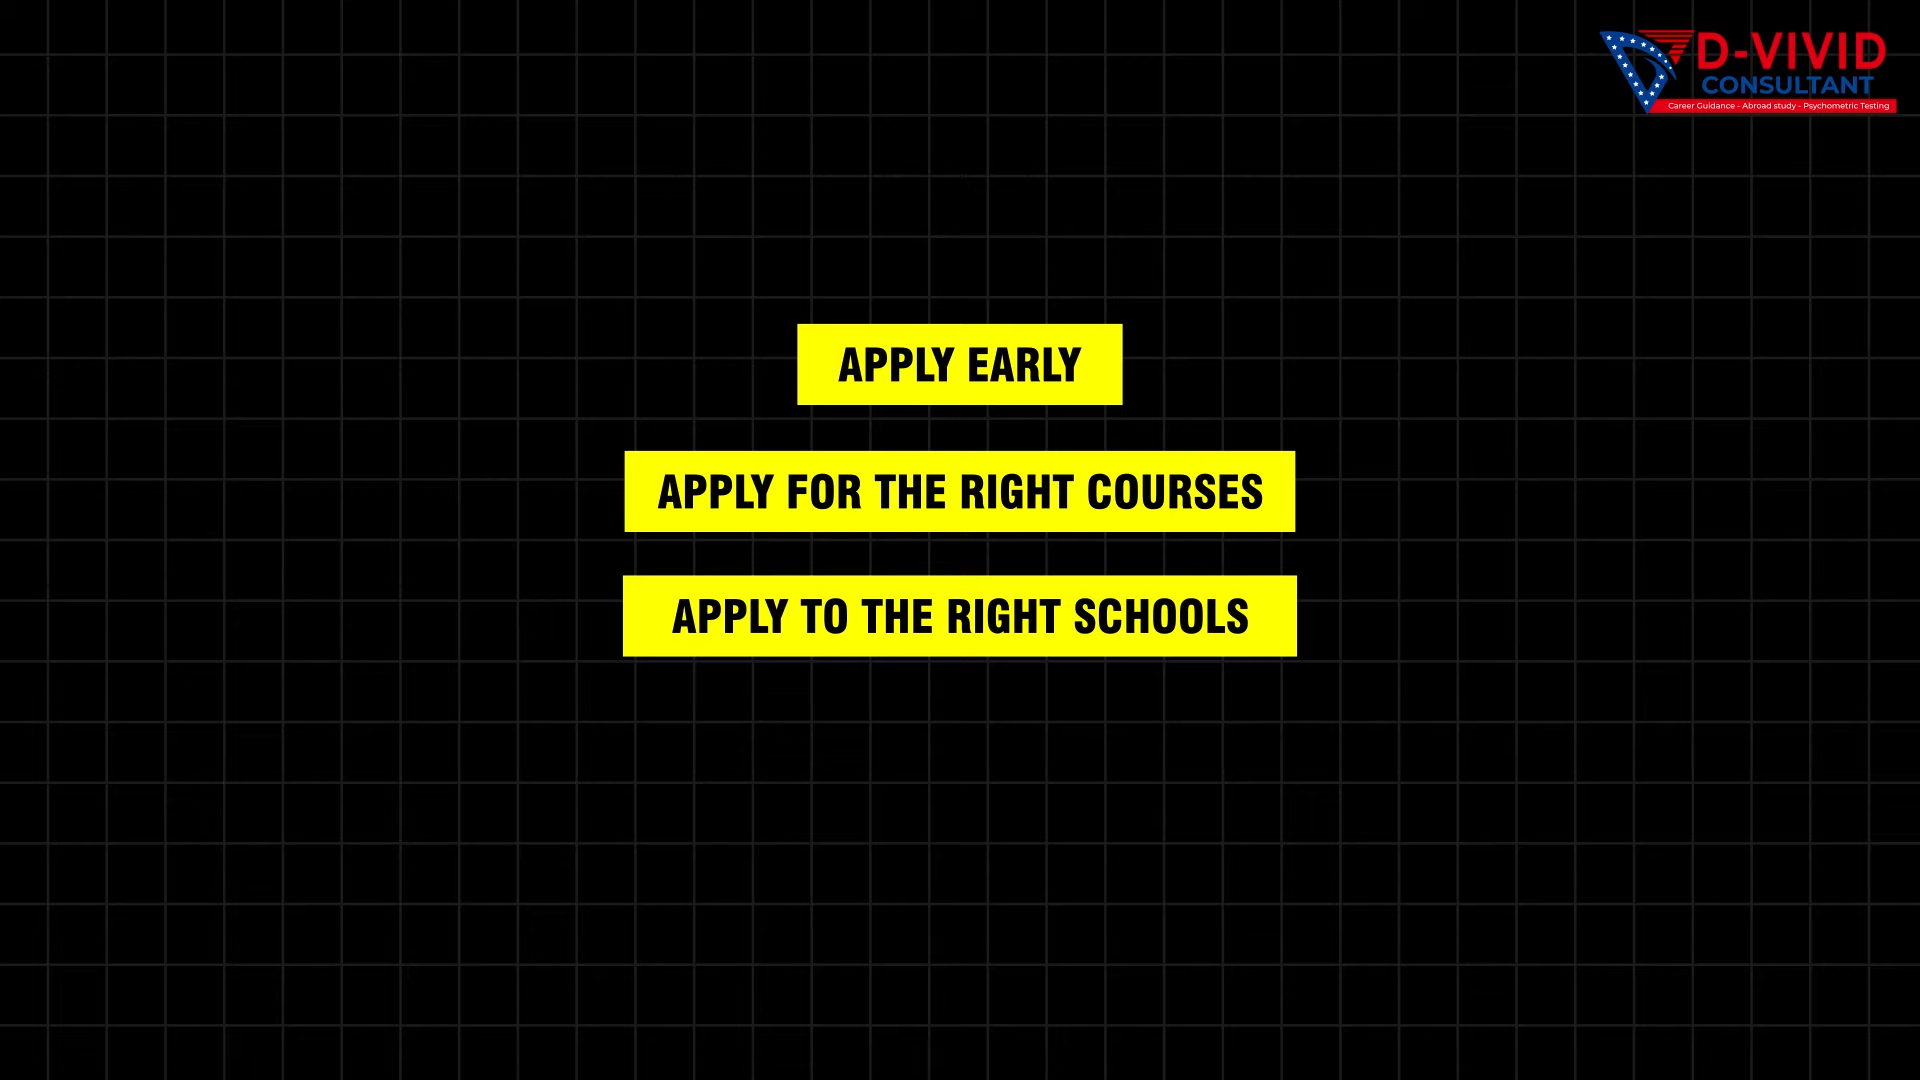 D-VIVID
CONSULTANT
Career Guidance - Abroad study - Psychometric Testing
APPLY EARLY
APPLY FOR THE RIGHT COURSES
APPLY TO THE RIGHT SCHOOLS